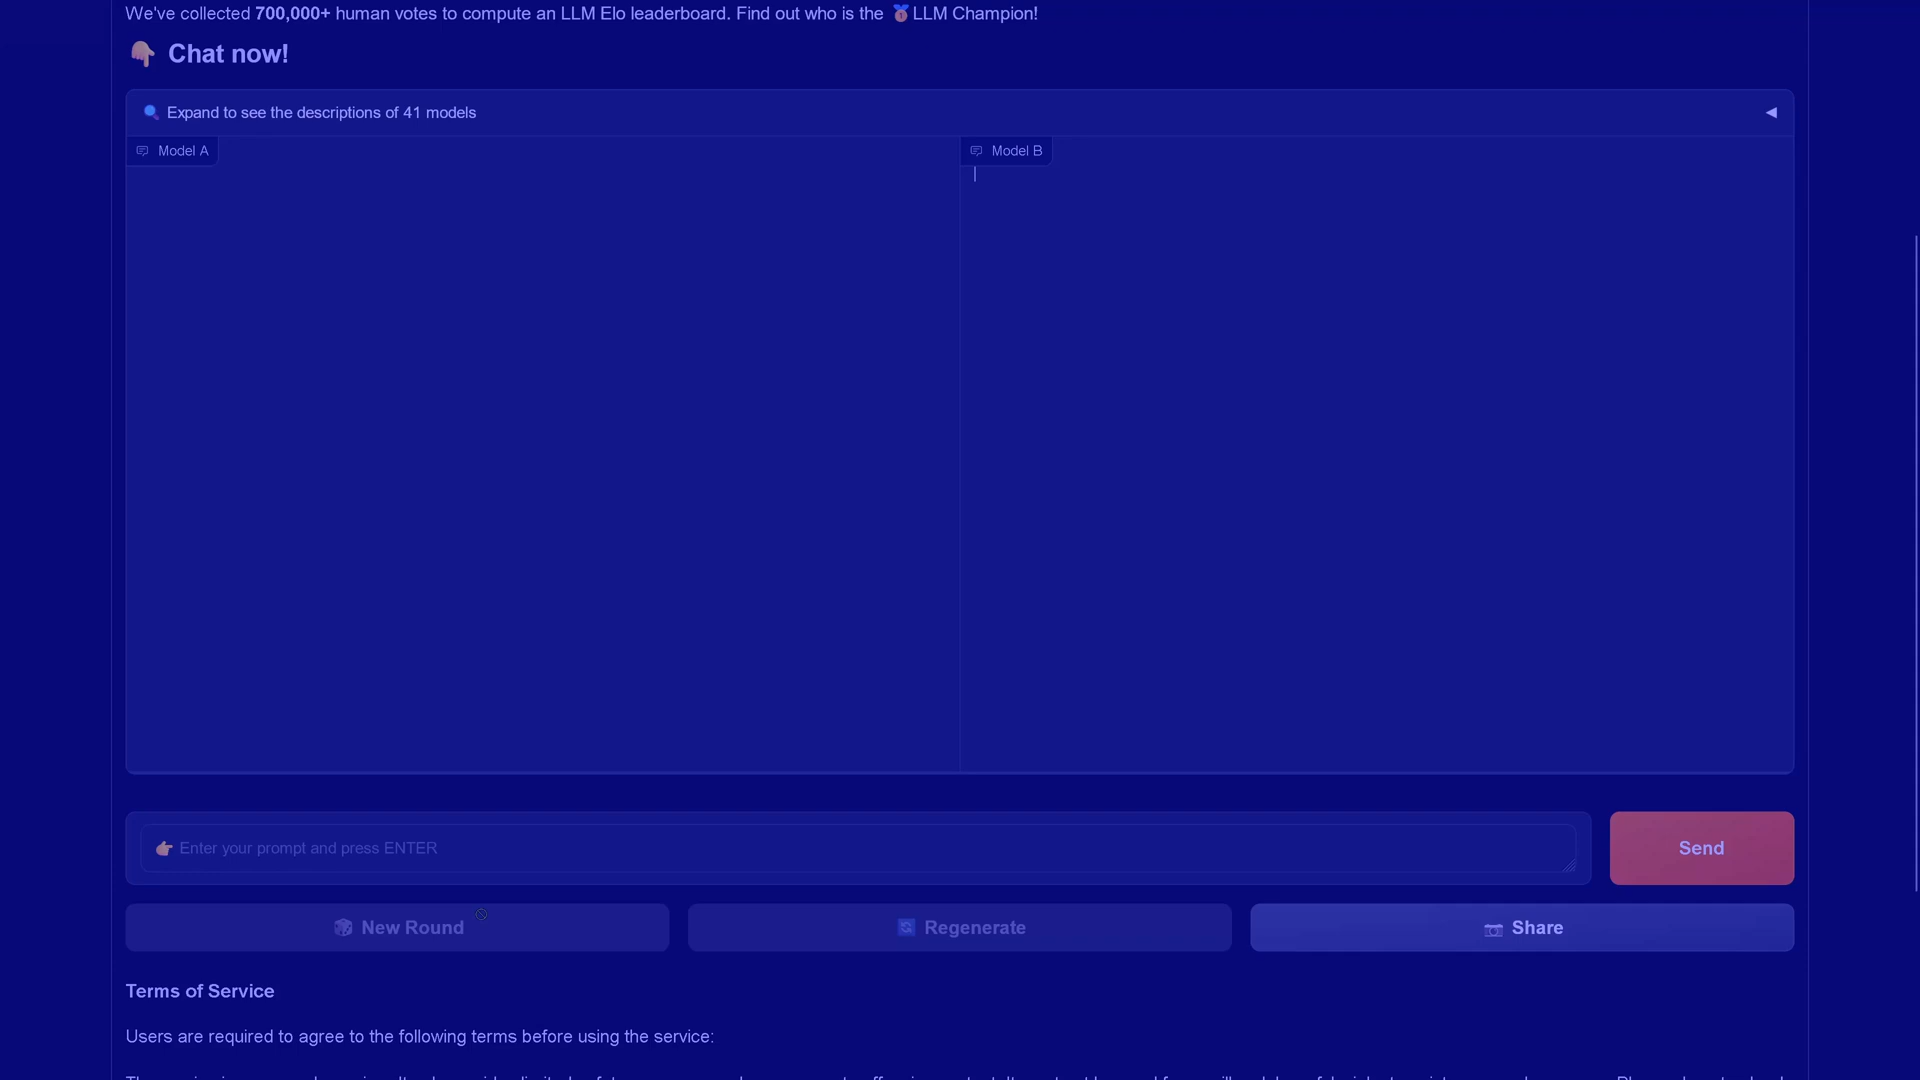 We've collected 700,000+ human votes to compute an LLM Elo leaderboard. Find out who is the 🏅LLM Champion!
👇 Chat now!
🔍 Expand to see the descriptions of 41 models
Model A
Model B
👉 Enter your prompt and press ENTER
Send
🎲 New Round
🔄 Regenerate
📷 Share
Terms of Service
Users are required to agree to the following terms before using the service: